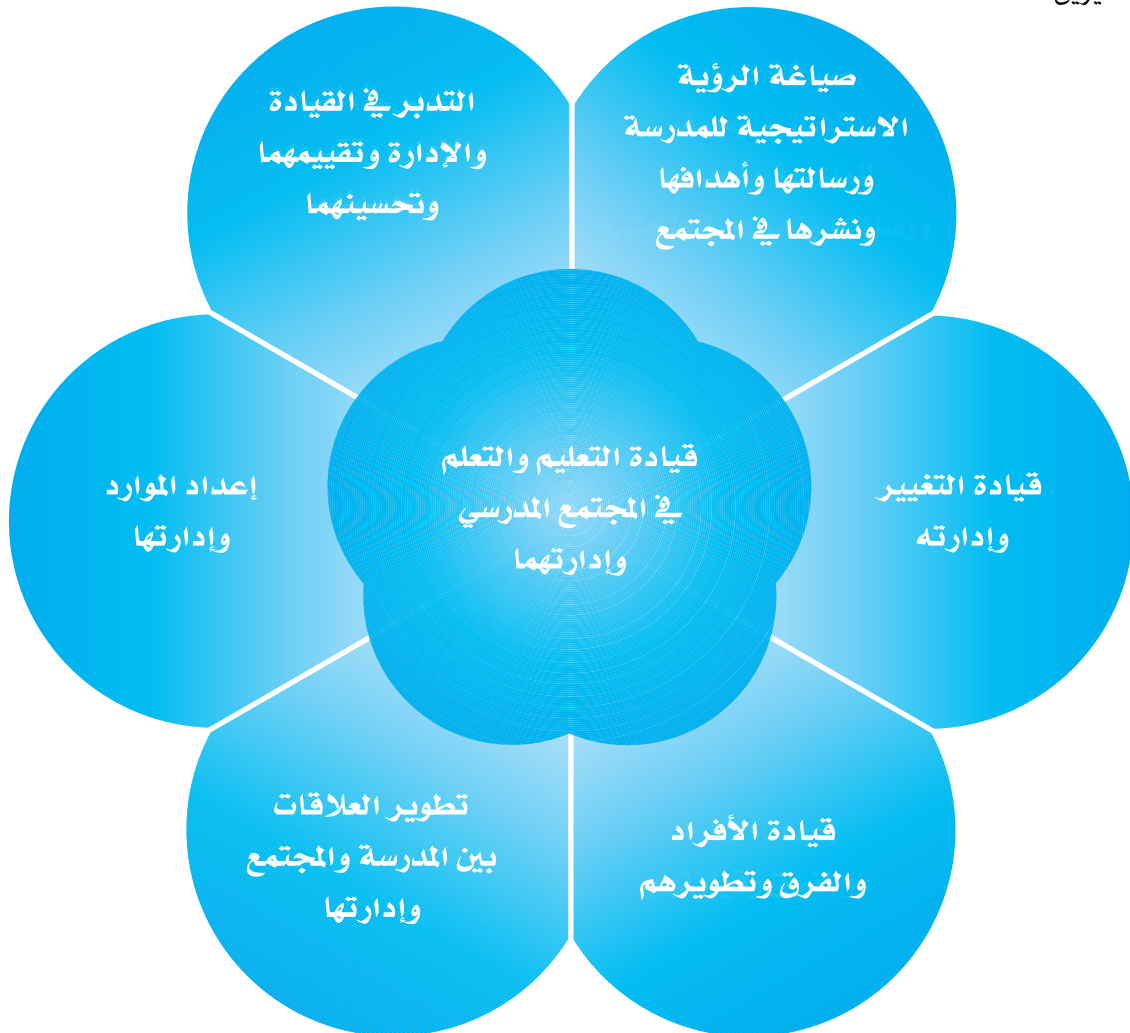 صياغة الرؤية
الاستراتيجية للمدرسة
ورسالتها وأهدافها
ونشرها في المجتمع
التدبر في القيادة
والإدارة وتقييمهما
وتحسينهما
قيادة التغيير
وإدارته
قيادة التعليم والتعلم
في المجتمع المدرسي
وإدارتهما
إعداد الموارد
وإدارتها
قيادة الأفراد
والفرق وتطويرهم
تطوير العلاقات
بين المدرسة والمجتمع
وإدارتها